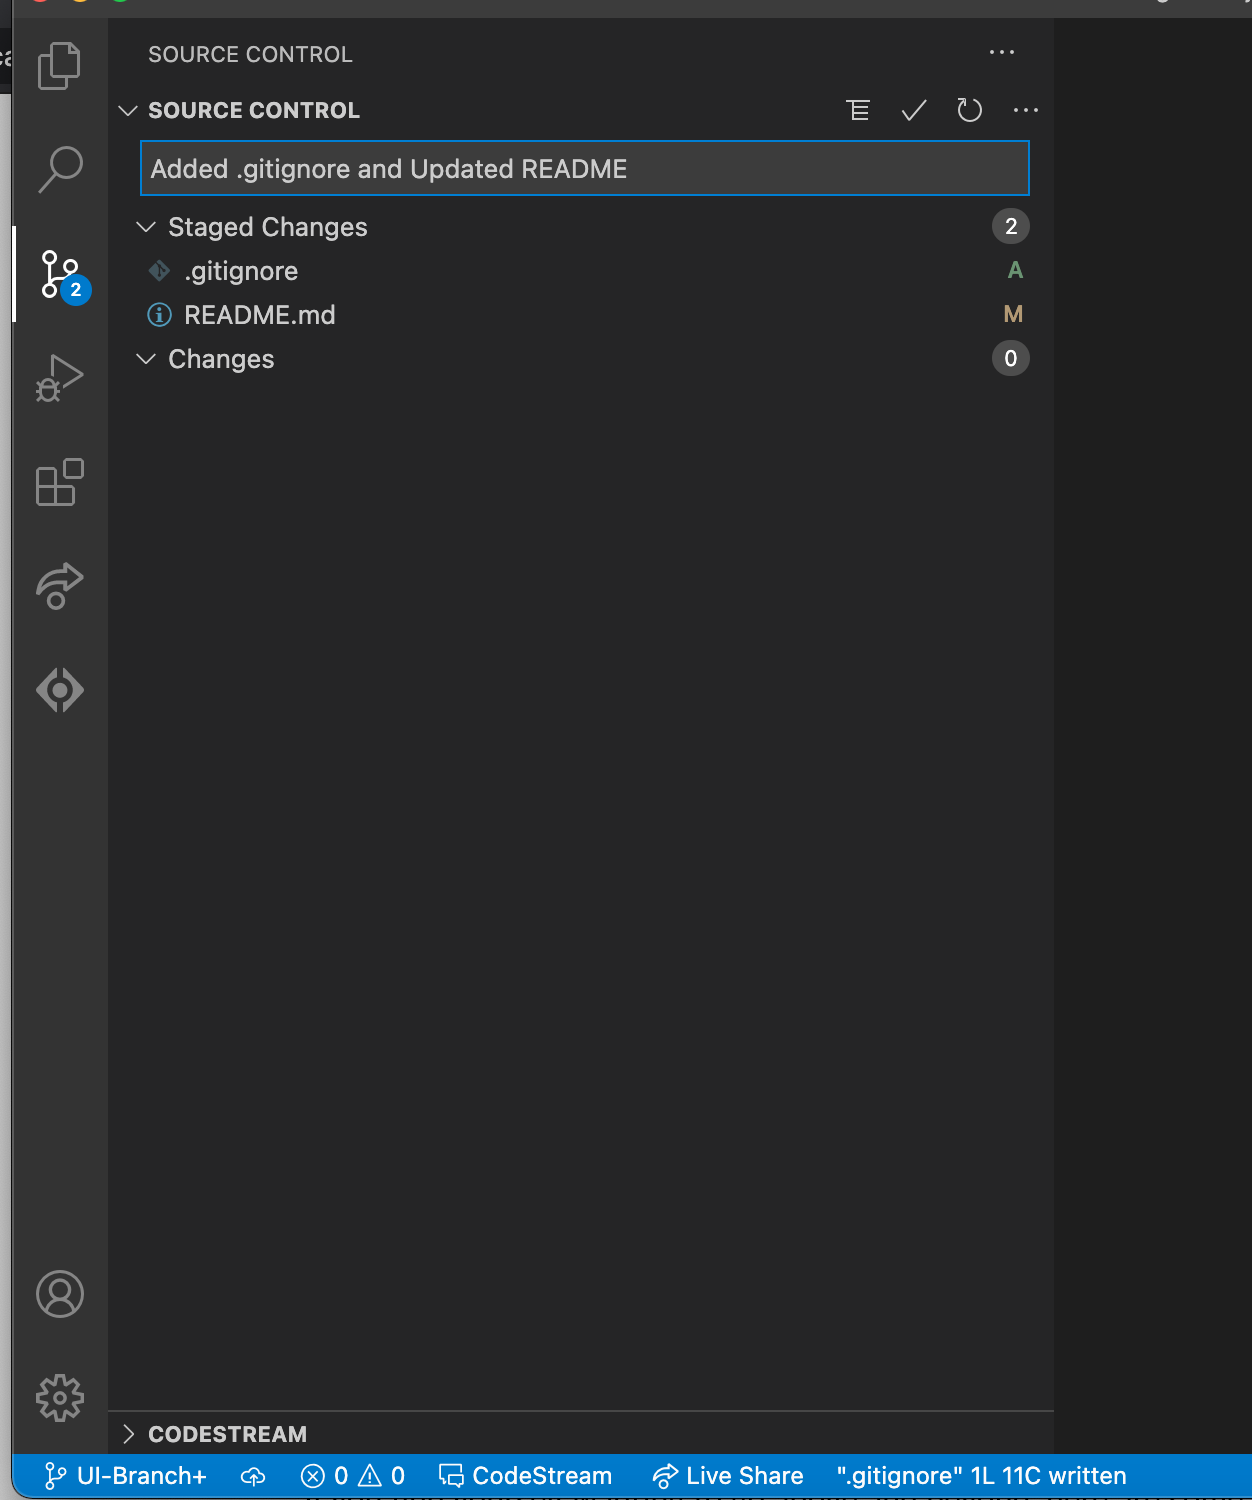 SOURCE CONTROL
SOURCE CONTROL
Added .gitignore and Updated README
Staged Changes 2
.gitignore A
README.md M
2
Changes 0
CODESTREAM
UI-Branch+ 0 0 CodeStream Live Share ".gitignore" 1L 11C written